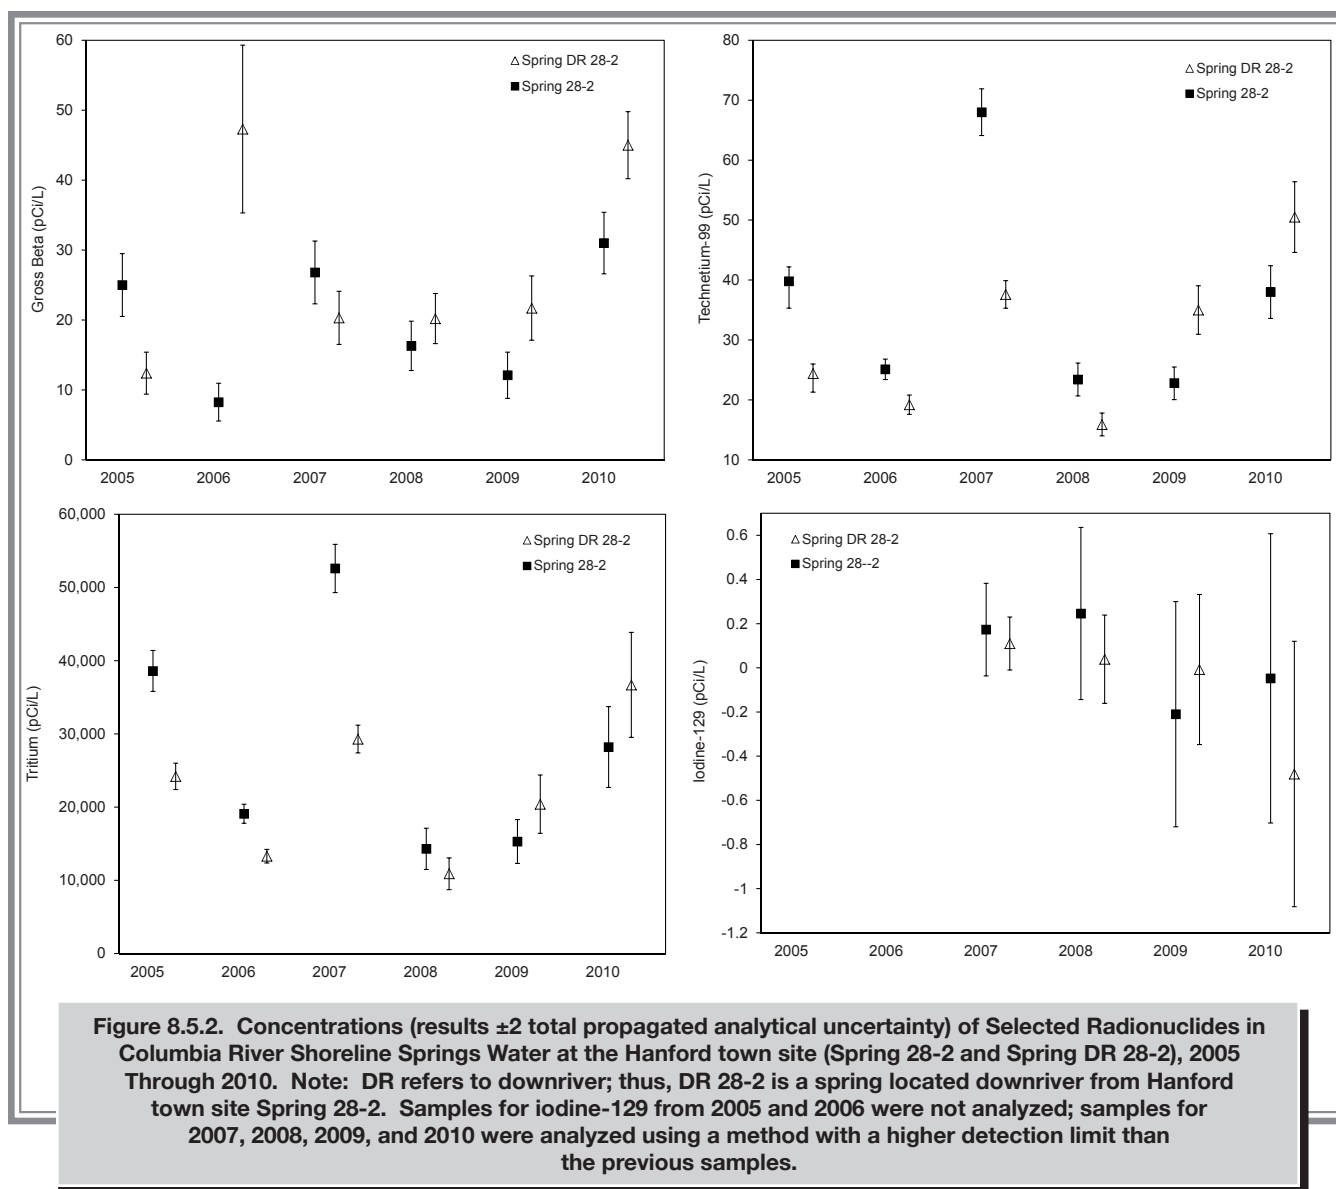 Gross Beta (pCi/L)
60
50
40
30
20
10
0
△ Spring DR 28-2
■ Spring 28-2
2005 2006 2007 2008 2009 2010
Technetium-99 (pCi/L)
80
70
60
50
40
30
20
10
△ Spring DR 28-2
■ Spring 28-2
2005 2006 2007 2008 2009 2010
Tritium (pCi/L)
60,000
50,000
40,000
30,000
20,000
10,000
0
△ Spring DR 28-2
■ Spring 28-2
2005 2006 2007 2008 2009 2010
Iodine-129 (pCi/L)
0.6
0.4
0.2
0
-0.2
-0.4
-0.6
-0.8
-1
-1.2
△ Spring DR 28-2
■ Spring 28--2
2005 2006 2007 2008 2009 2010
Figure 8.5.2. Concentrations (results ±2 total propagated analytical uncertainty) of Selected Radionuclides in
Columbia River Shoreline Springs Water at the Hanford town site (Spring 28-2 and Spring DR 28-2), 2005
Through 2010. Note: DR refers to downriver; thus, DR 28-2 is a spring located downriver from Hanford
town site Spring 28-2. Samples for iodine-129 from 2005 and 2006 were not analyzed; samples for
2007, 2008, 2009, and 2010 were analyzed using a method with a higher detection limit than
the previous samples.